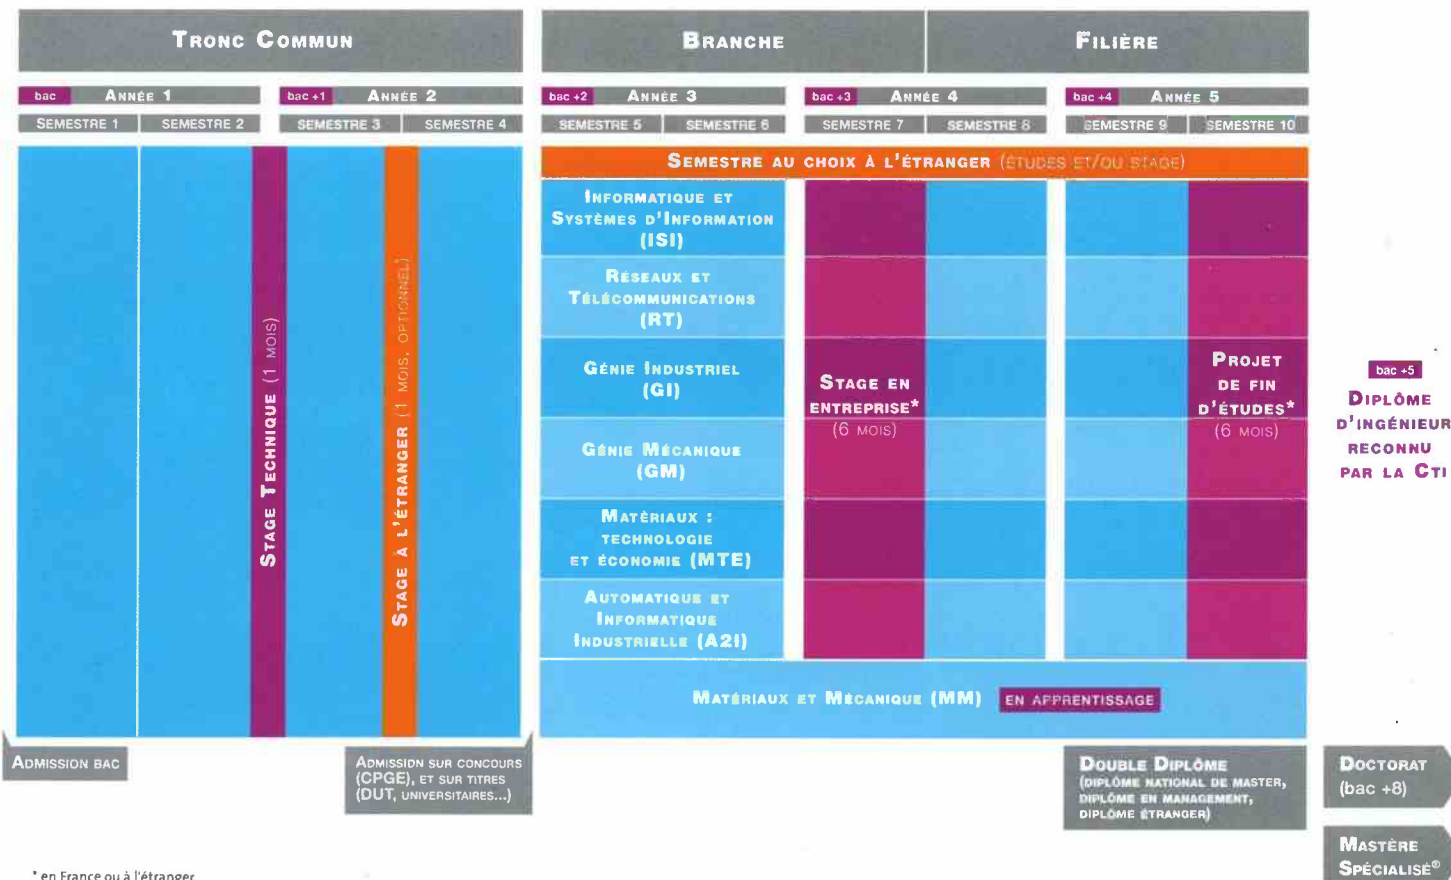 TRONC COMMUN
BRANCHE
FILIÈRE
bac ANNÉE 1
bac +1 ANNÉE 2
bac +2 ANNÉE 3
bac +3 ANNÉE 4
bac +4 ANNÉE 5
SEMESTRE 1
SEMESTRE 2
SEMESTRE 3
SEMESTRE 4
SEMESTRE 5
SEMESTRE 6
SEMESTRE 7
SEMESTRE 8
SEMESTRE 9
SEMESTRE 10
STAGE TECHNIQUE (1 MOIS)
STAGE À L'ÉTRANGER (1 MOIS, OPTIONNEL)
SEMESTRE AU CHOIX À L'ÉTRANGER (ÉTUDES ET/OU STAGE)
INFORMATIQUE ET
SYSTÈMES D'INFORMATION
(ISI)
RÉSEAUX ET
TÉLÉCOMMUNICATIONS
(RT)
GÉNIE INDUSTRIEL
(GI)
GÉNIE MÉCANIQUE
(GM)
MATÉRIAUX :
TECHNOLOGIE
ET ÉCONOMIE (MTE)
AUTOMATIQUE ET
INFORMATIQUE
INDUSTRIELLE (A2I)
STAGE EN
ENTREPRISE*
(6 MOIS)
PROJET
DE FIN
D'ÉTUDES*
(6 MOIS)
MATÉRIAUX ET MÉCANIQUE (MM) EN APPRENTISSAGE
bac +5
DIPLÔME
D'INGÉNIEUR
RECONNU
PAR LA CTI
ADMISSION BAC
ADMISSION SUR CONCOURS
(CPGE), ET SUR TITRES
(DUT, UNIVERSITAIRES...)
DOUBLE DIPLÔME
(DIPLÔME NATIONAL DE MASTER,
DIPLÔME EN MANAGEMENT,
DIPLÔME ÉTRANGER)
DOCTORAT
(bac +8)
MASTÈRE
SPÉCIALISÉ®
* en France ou à l'étranger